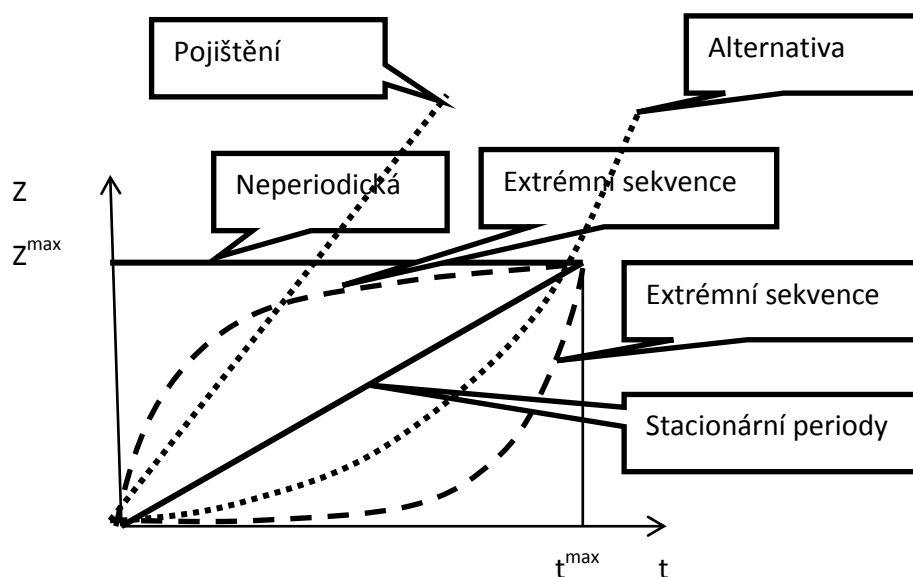 Pojištění
Alternativa
Neperiodická
Extrémní sekvence
Z
Z^max
Extrémní sekvence
Stacionární periody
t^max
t